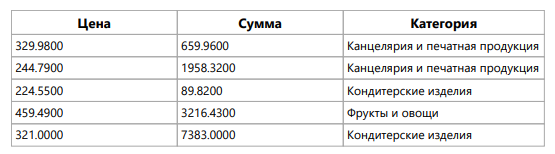 Цена Сумма Категория
329.9800 659.9600 Канцелярия и печатная продукция
244.7900 1958.3200 Канцелярия и печатная продукция
224.5500 89.8200 Кондитерские изделия
459.4900 3216.4300 Фрукты и овощи
321.0000 7383.0000 Кондитерские изделия